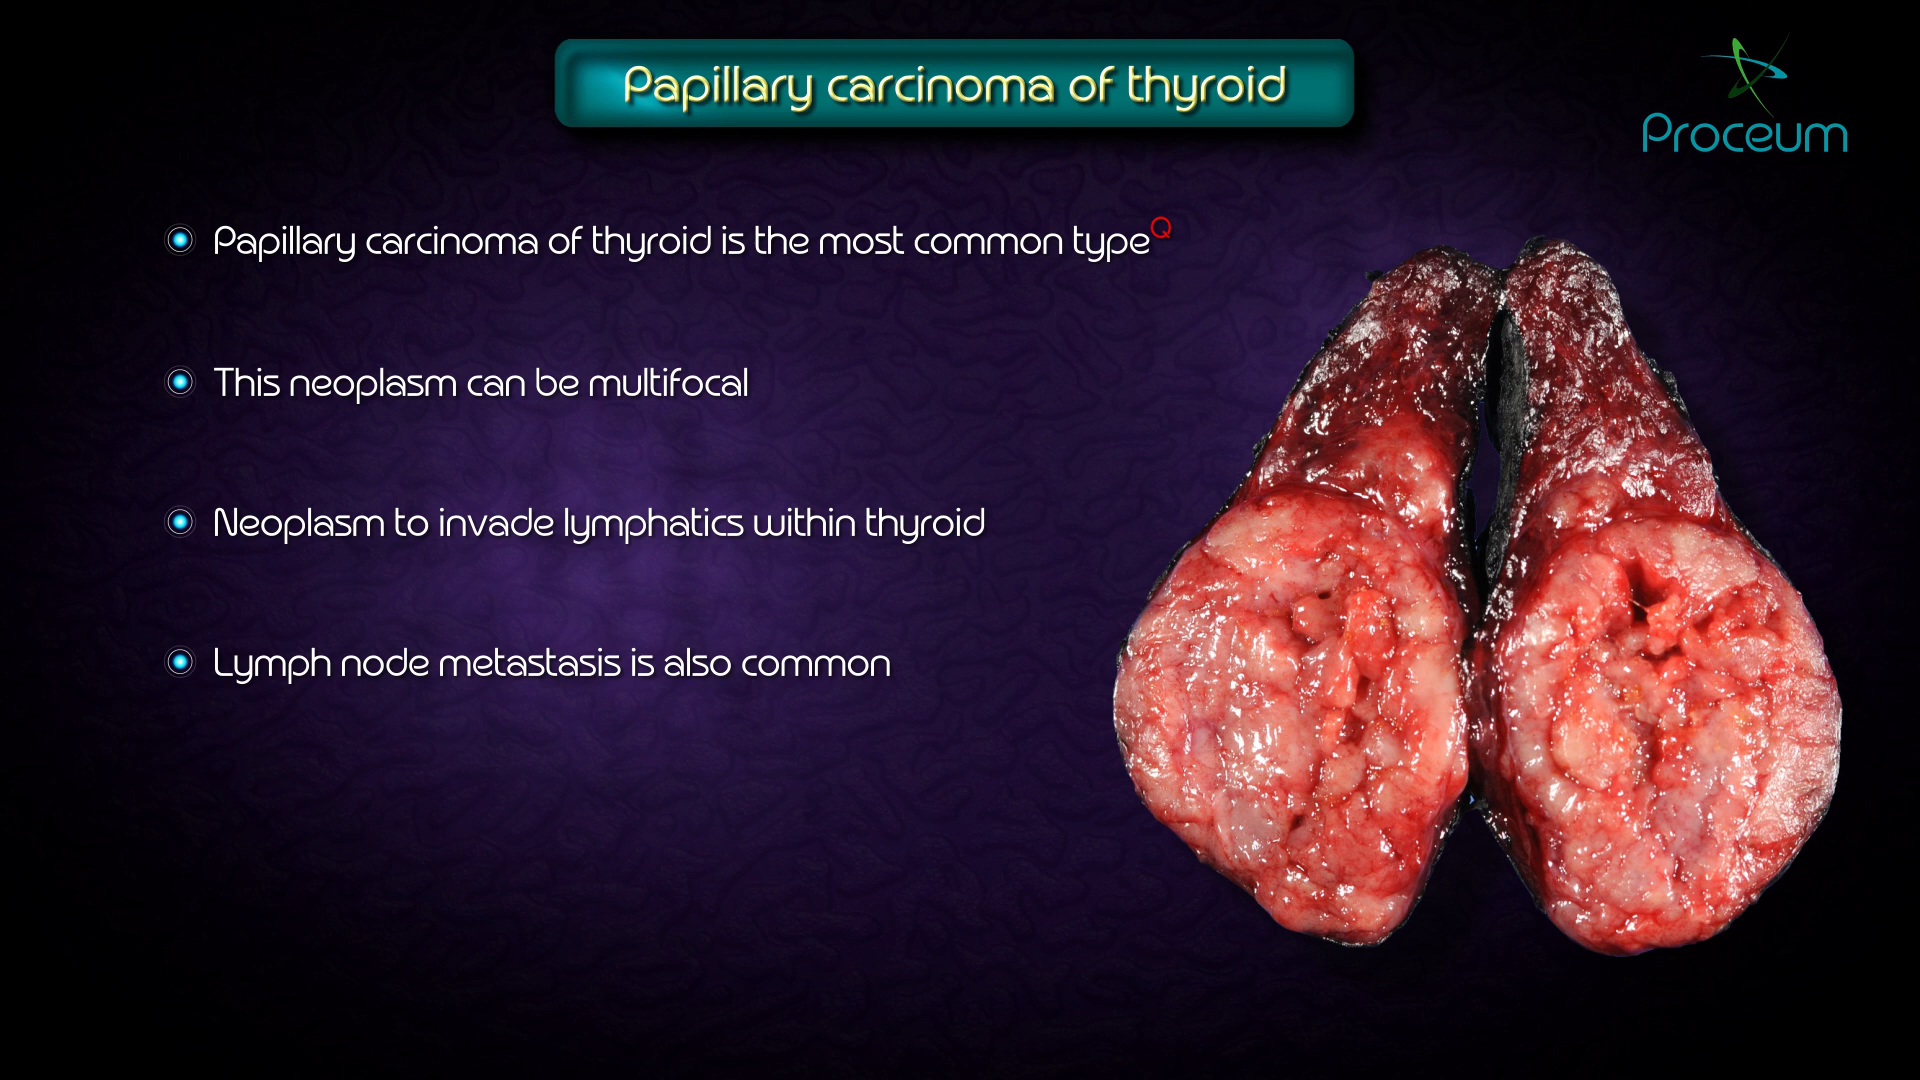 Papillary carcinoma of thyroid
Proceum
Papillary carcinoma of thyroid is the most common typeQ
This neoplasm can be multifocal
Neoplasm to invade lymphatics within thyroid
Lymph node metastasis is also common